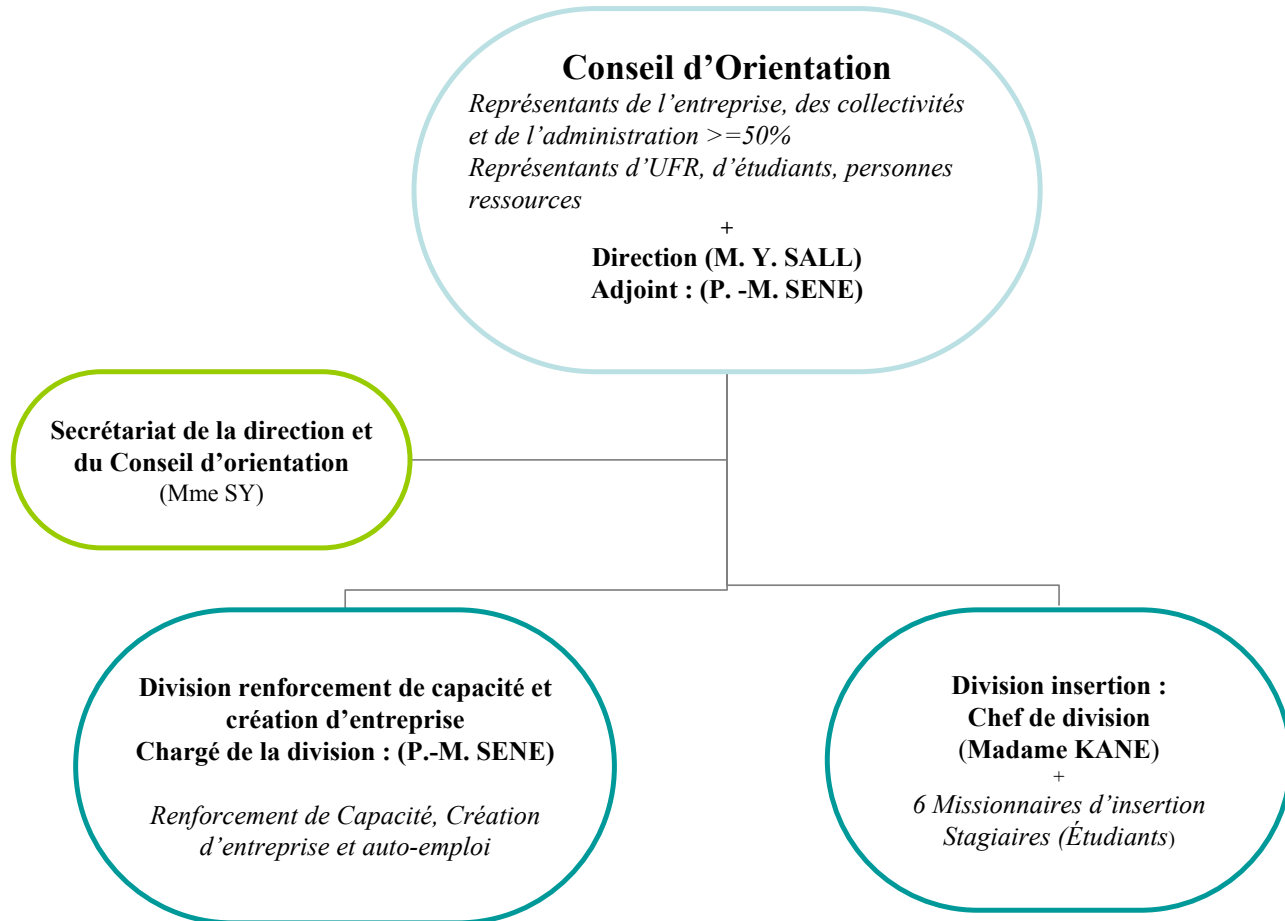 Conseil d’Orientation
Représentants de l’entreprise, des collectivités
et de l’administration >=50%
Représentants d’UFR, d’étudiants, personnes
ressources
+
Direction (M. Y. SALL)
Adjoint : (P. -M. SENE)
Secrétariat de la direction et
du Conseil d’orientation
(Mme SY)
Division renforcement de capacité et
création d’entreprise
Chargé de la division : (P.-M. SENE)
Renforcement de Capacité, Création
d’entreprise et auto-emploi
Division insertion :
Chef de division
(Madame KANE)
+
6 Missionnaires d’insertion
Stagiaires (Étudiants)